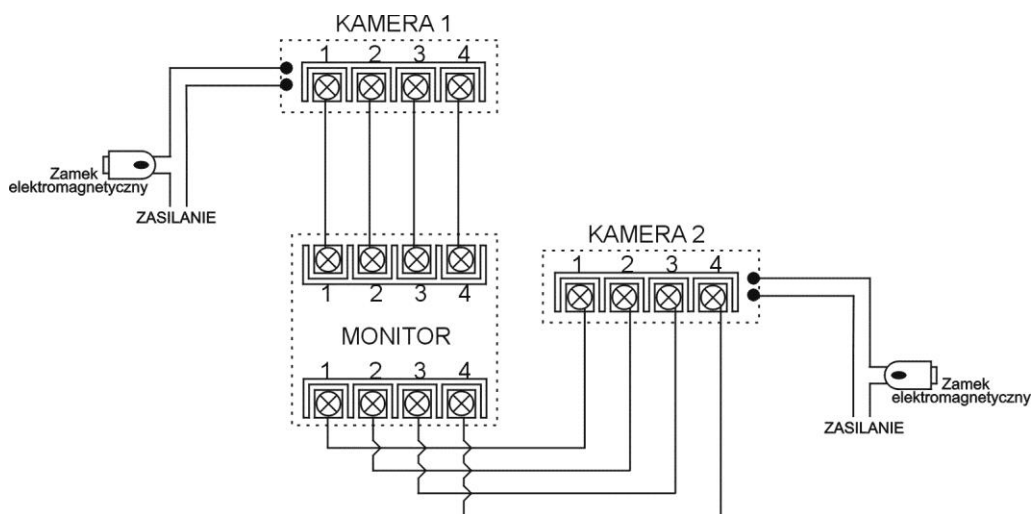 KAMERA 1
1 2 3 4
Zamek
elektromagnetyczny
ZASILANIE
1 2 3 4
MONITOR
1 2 3 4
KAMERA 2
1 2 3 4
Zamek
elektromagnetyczny
ZASILANIE